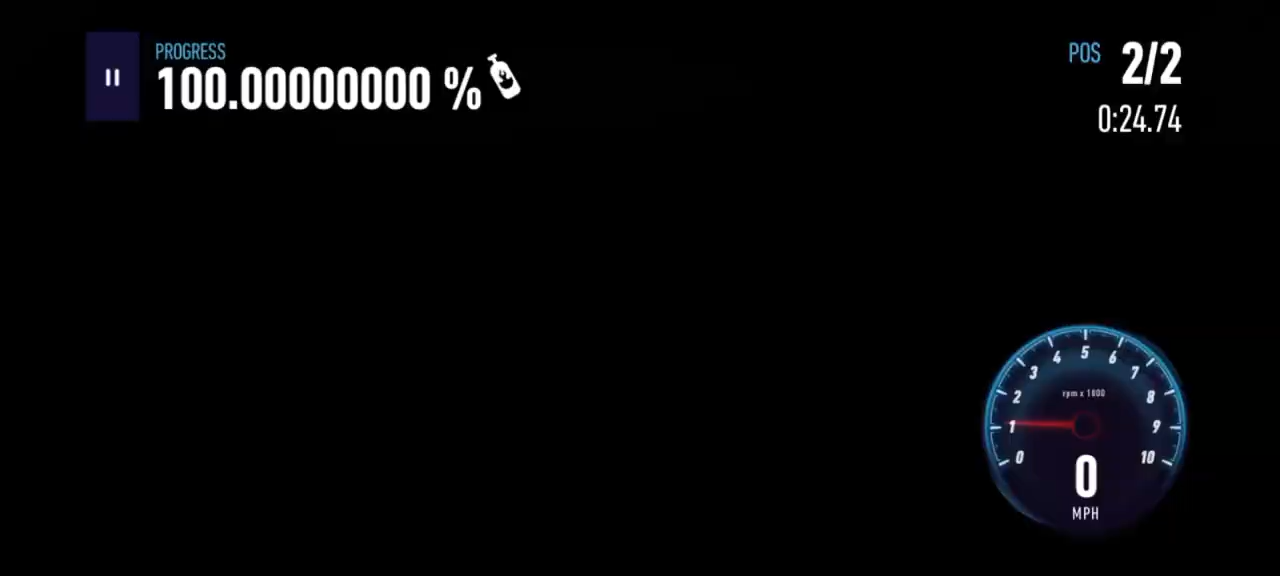 PROGRESS
100.00000000 %
POS 2/2
0:24.74
0 1 2 3 4 5 6 7 8 9 10
rpm x 1000
0
MPH